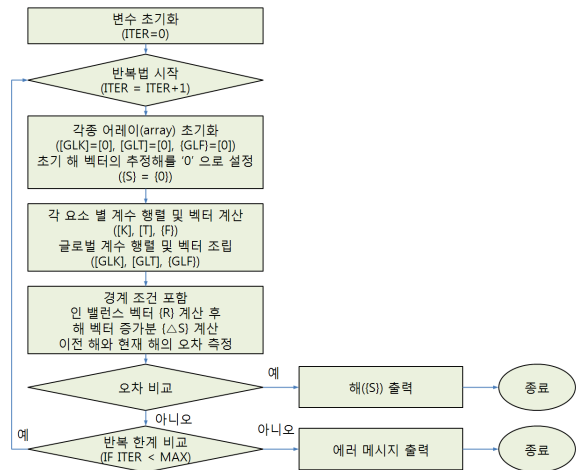 변수 초기화
(ITER=0)
반복법 시작
(ITER = ITER+1)
각종 어레이(array) 초기화
([GLK]=[0], [GLT]=[0], {GLF}=[0])
초기 해 벡터의 추정해를 '0' 으로 설정
({S} = {0})
각 요소 별 계수 행렬 및 벡터 계산
([K], [T], {F})
글로벌 계수 행렬 및 벡터 조립
([GLK], [GLT], {GLF})
경계 조건 포함
인 밸런스 벡터 {R} 계산 후
해 벡터 증가분 {△S} 계산
이전 해와 현재 해의 오차 측정
오차 비교
예
해({S}) 출력
종료
아니오
반복 한계 비교
(IF ITER < MAX)
예
아니오
에러 메시지 출력
종료